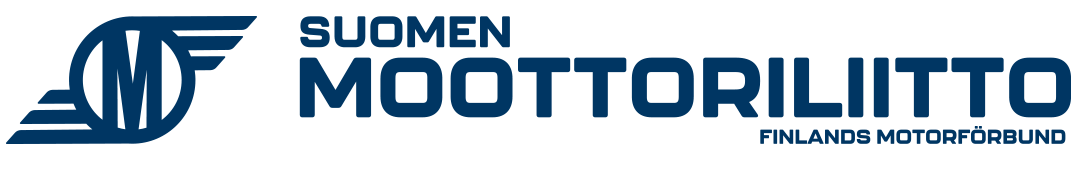 M
SUOMEN
MOOTTORILIITTO
FINLANDS MOTORFÖRBUND